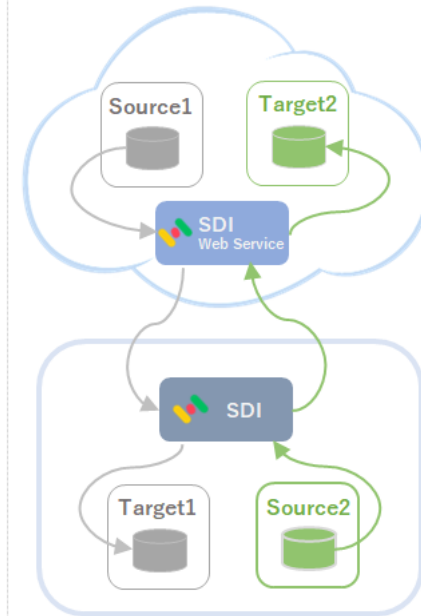 Source1
Target2
SDI
Web Service
SDI
Target1
Source2